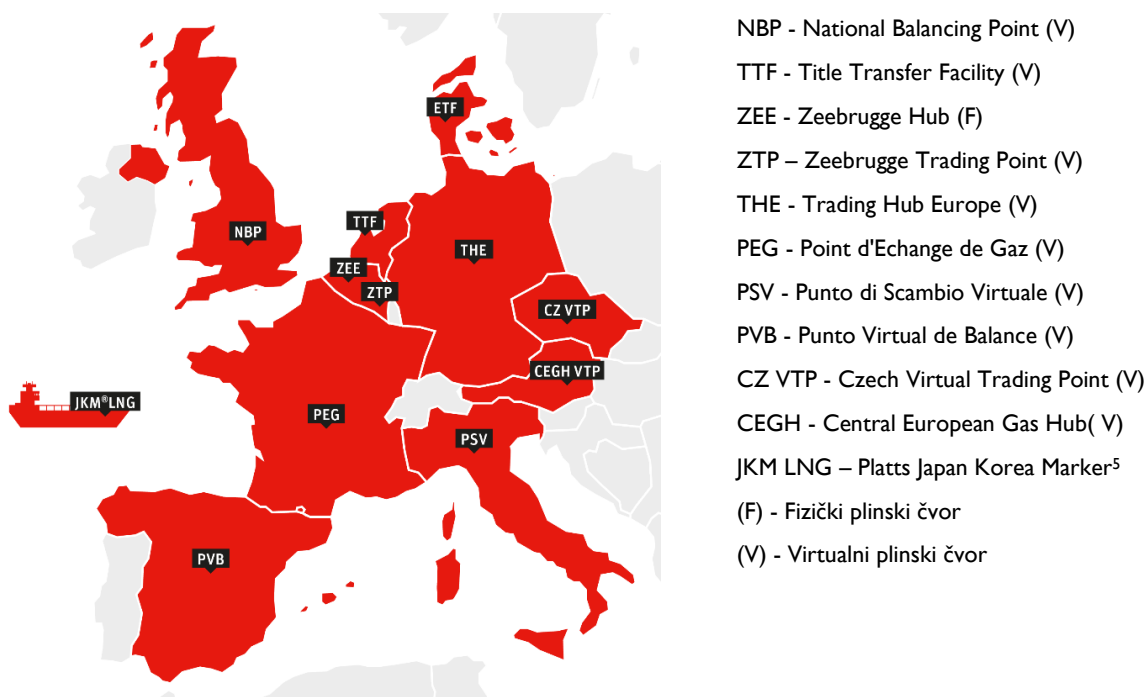 ETF
NBP
TTF
THE
ZEE
ZTP
CZ VTP
CEGH VTP
JKM®LNG
PEG
PSV
PVB
NBP - National Balancing Point (V)
TTF - Title Transfer Facility (V)
ZEE - Zeebrugge Hub (F)
ZTP – Zeebrugge Trading Point (V)
THE - Trading Hub Europe (V)
PEG - Point d'Echange de Gaz (V)
PSV - Punto di Scambio Virtuale (V)
PVB - Punto Virtual de Balance (V)
CZ VTP - Czech Virtual Trading Point (V)
CEGH - Central European Gas Hub( V)
JKM LNG – Platts Japan Korea Marker⁵
(F) - Fizički plinski čvor
(V) - Virtualni plinski čvor